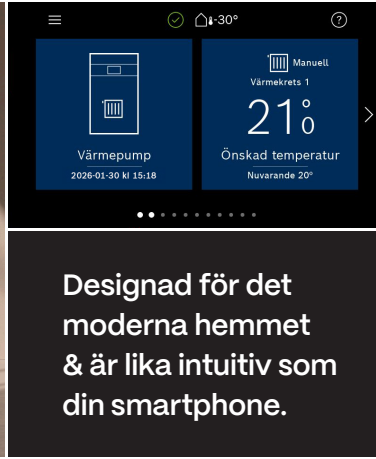 -30°
?
Manuell
Värmekrets 1
21°0
Värmepump
Önskad temperatur
2026-01-30 kl 15:18
Nuvarande 20°
Designad för det
moderna hemmet
& är lika intuitiv som
din smartphone.